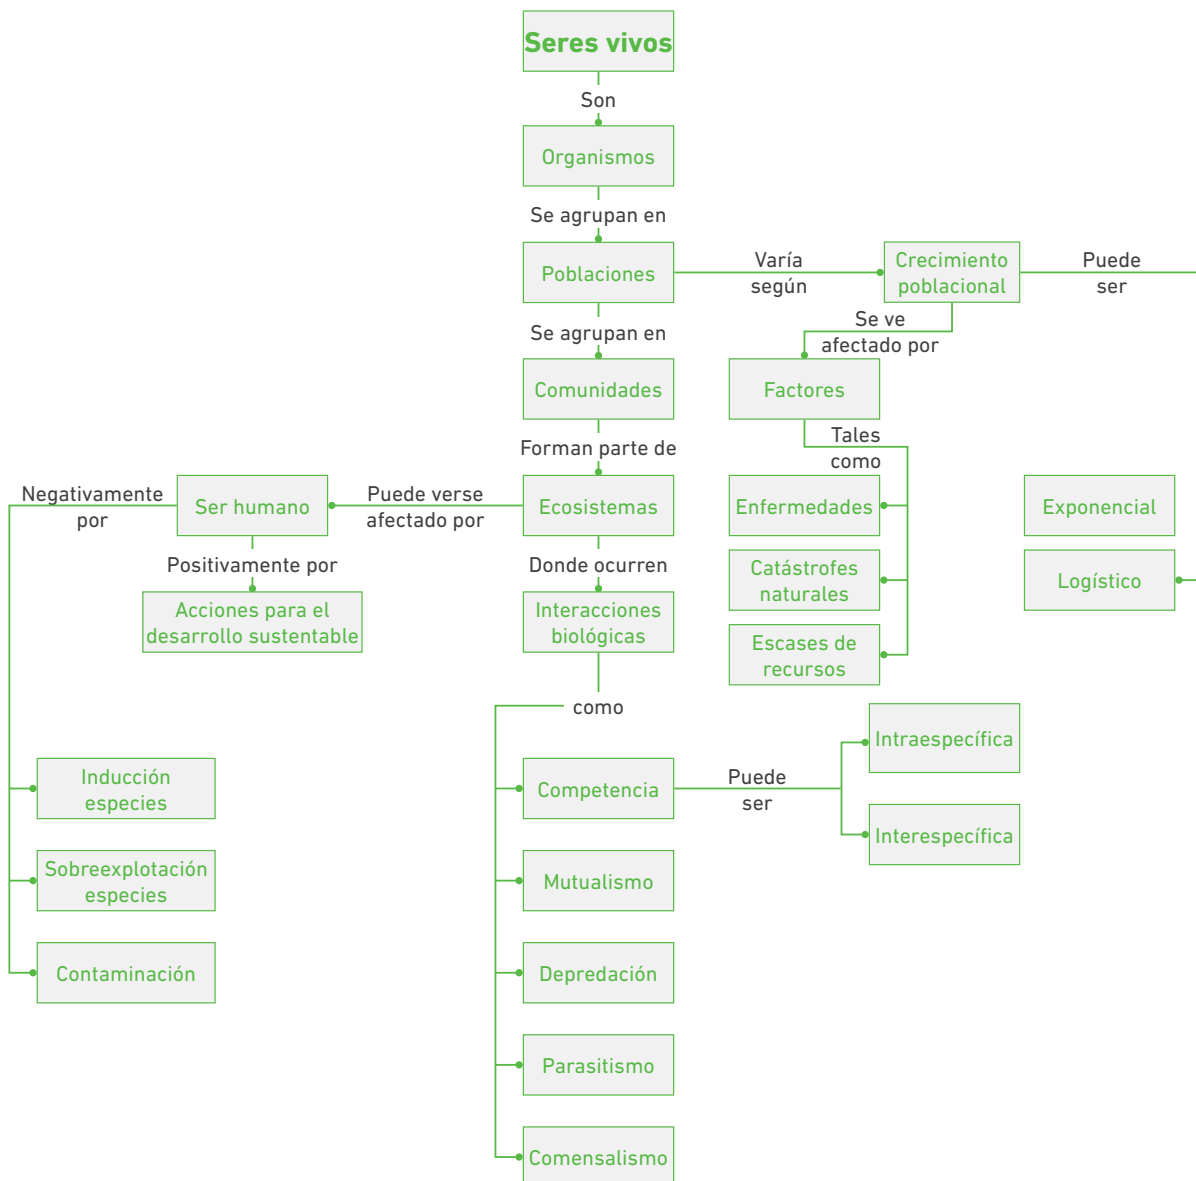 Seres vivos
Son
Organismos
Se agrupan en
Poblaciones
Varía
según
Crecimiento
poblacional
Puede
ser
Se agrupan en
Se ve
afectado por
Comunidades
Factores
Forman parte de
Tales
como
Negativamente
por
Ser humano
Puede verse
afectado por
Ecosistemas
Enfermedades
Exponencial
Positivamente por
Donde ocurren
Catástrofes
naturales
Logístico
Acciones para el
desarrollo sustentable
Interacciones
biológicas
Escases de
recursos
como
Intraespecífica
Inducción
especies
Competencia
Puede
ser
Interespecífica
Sobreexplotación
especies
Mutualismo
Contaminación
Depredación
Parasitismo
Comensalismo